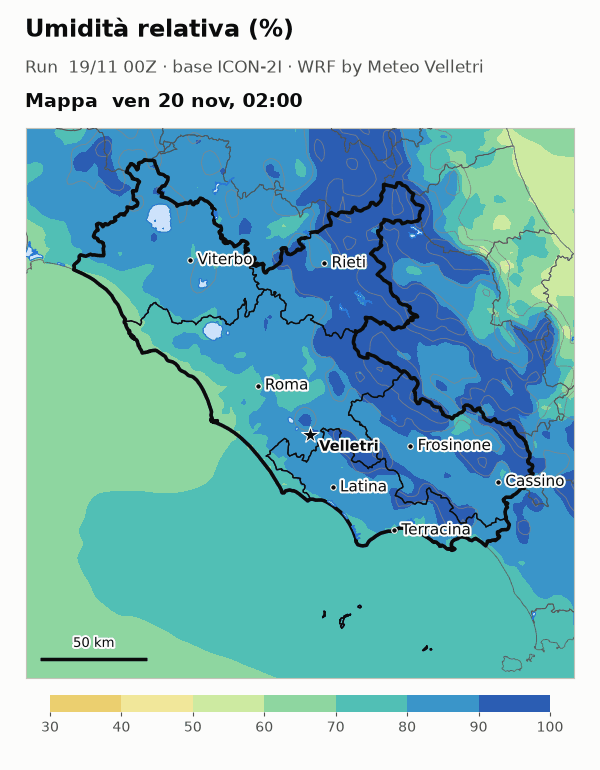 Umidità relativa (%)
Run 19/11 00Z · base ICON-2I · WRF by Meteo Velletri
Mappa ven 20 nov, 02:00
Viterbo
Rieti
Roma
Velletri
Frosinone
Latina
Cassino
Terracina
50 km
30 40 50 60 70 80 90 100